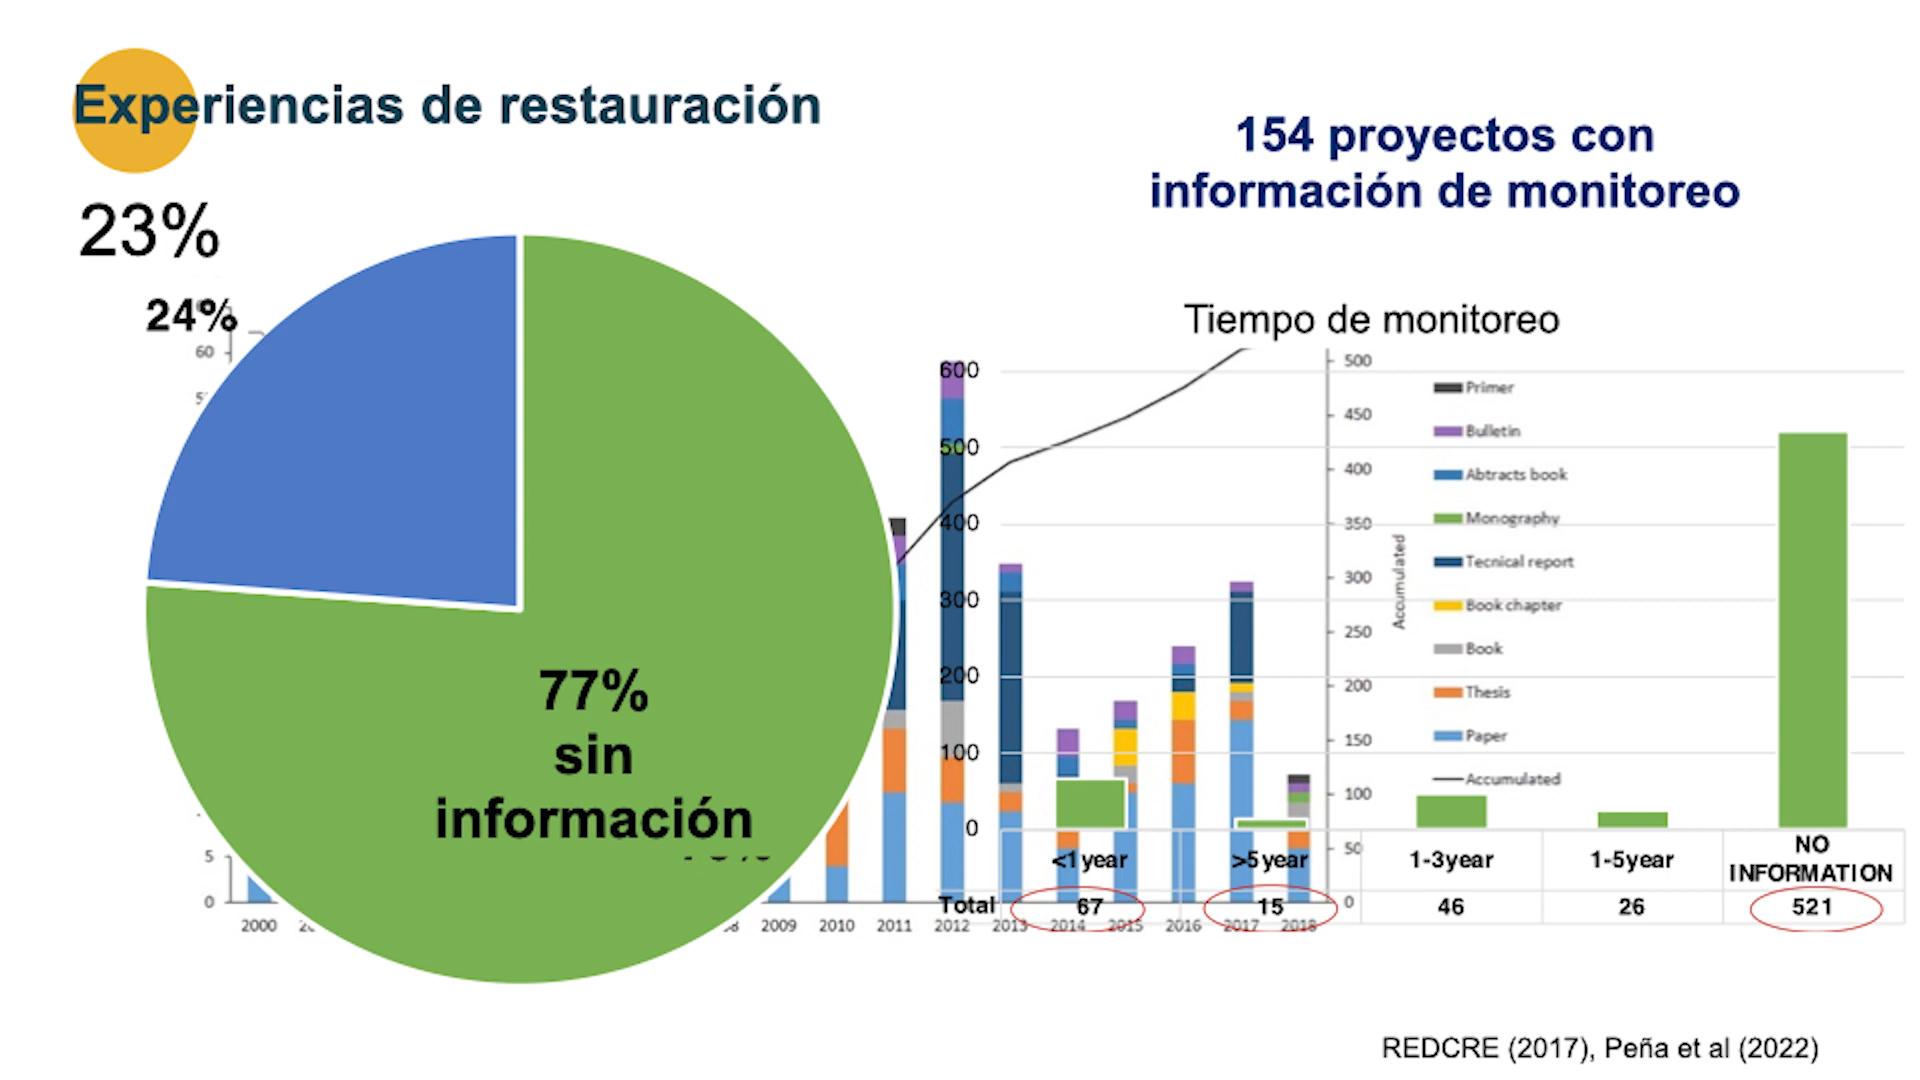 Experiencias de restauración
154 proyectos con
información de monitoreo
23%
24%
77%
sin
información
Tiempo de monitoreo
60
5
0
600
500
400
300
200
100
0
500
450
400
350
300
250
200
150
100
50
0
Accumulated
Primer
Bulletin
Abtracts book
Monography
Tecnical report
Book chapter
Book
Thesis
Paper
Accumulated
<1year >5year 1-3year 1-5year NO
INFORMATION
Total 67 15 46 26 521
2000 2009 2010 2011 2012 2013 2014 2015 2016 2017 2018
REDCRE (2017), Peña et al (2022)